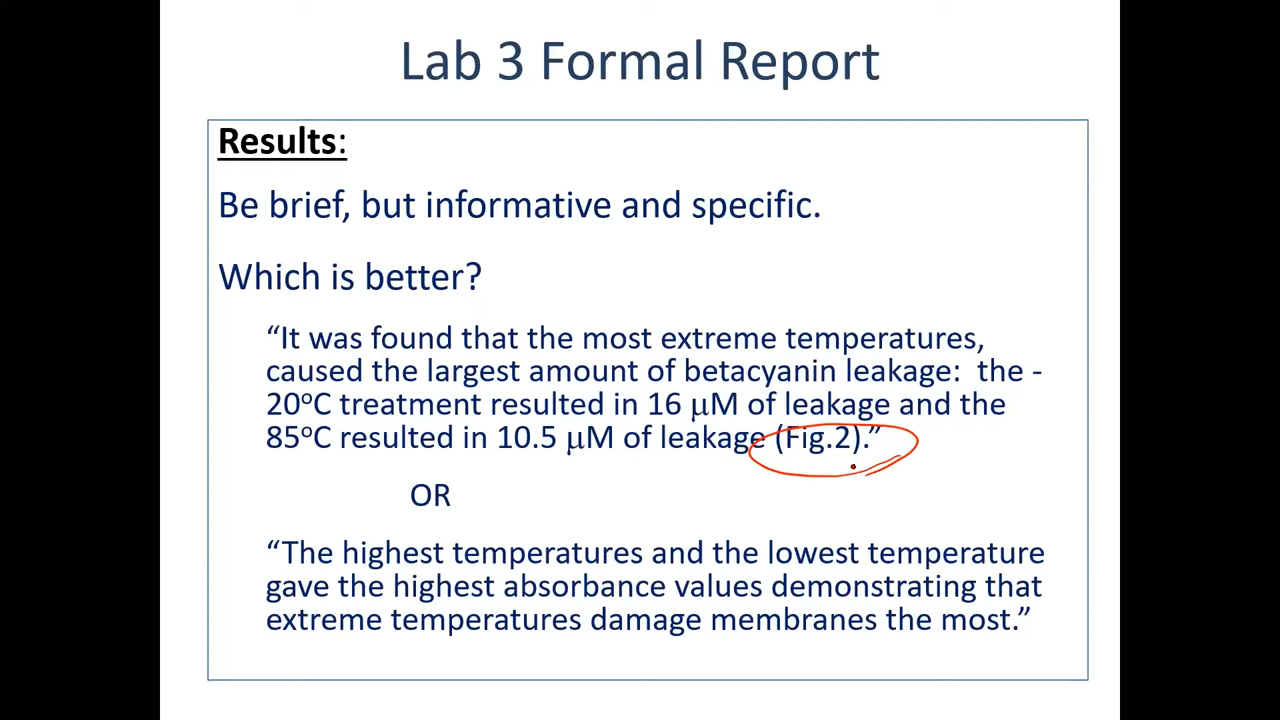 Lab 3 Formal Report
Results:
Be brief, but informative and specific.
Which is better?
“It was found that the most extreme temperatures,
caused the largest amount of betacyanin leakage:  the -
20ºC treatment resulted in 16 μM of leakage and the
85ºC resulted in 10.5 μM of leakage (Fig.2).”
OR
“The highest temperatures and the lowest temperature
gave the highest absorbance values demonstrating that
extreme temperatures damage membranes the most.”